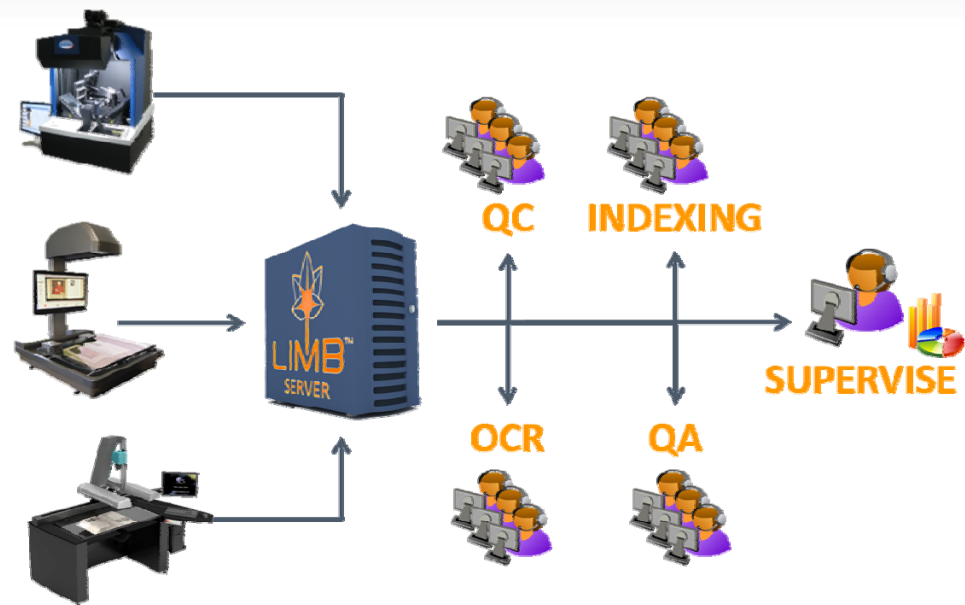 QC
INDEXING
LIMB™
SERVER
SUPERVISE
OCR
QA